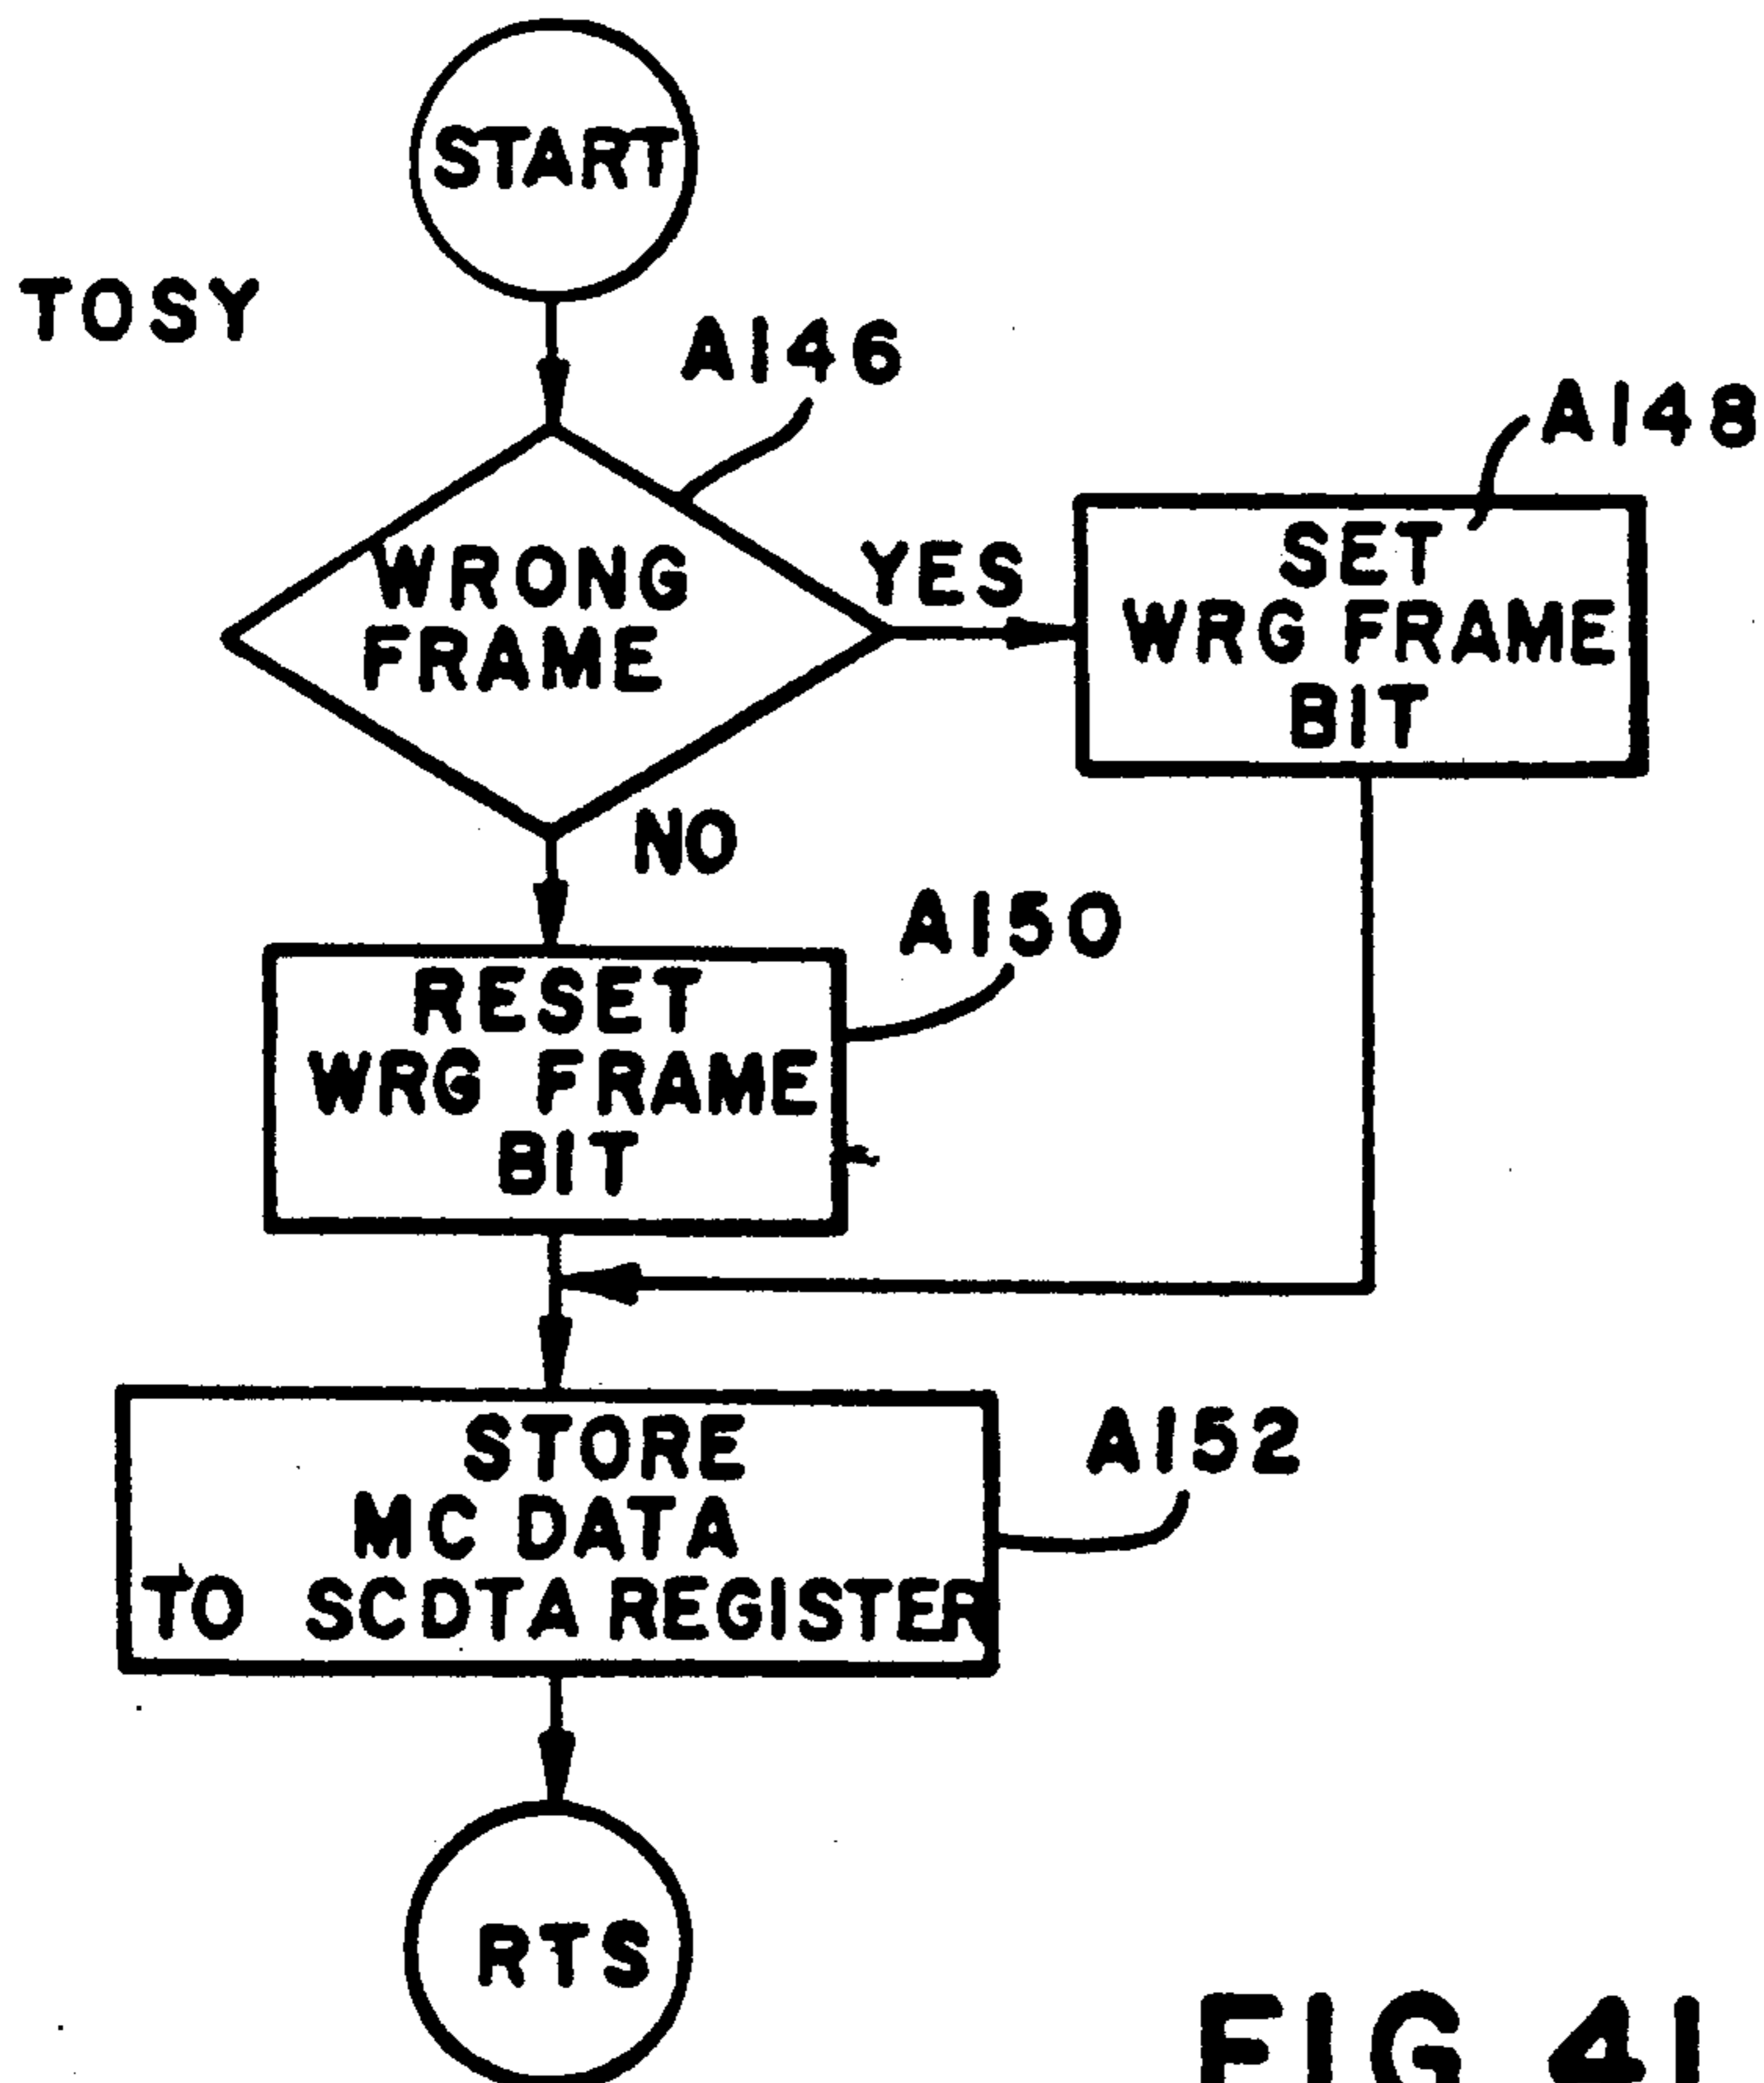 START
TOSY
A146
A148
WRONG
FRAME
YES
SET
WRG FRAME
BIT
NO
A150
RESET
WRG FRAME
BIT
STORE
MC DATA
TO SCDTA REGISTER
A152
RTS
FIG 41